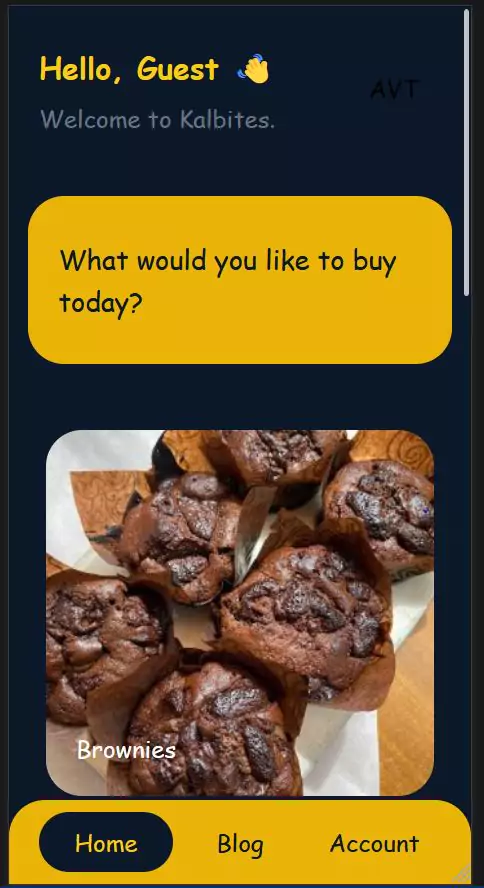 Hello, Guest 👋
AVT
Welcome to Kalbites.
What would you like to buy
today?
Brownies
Home Blog Account